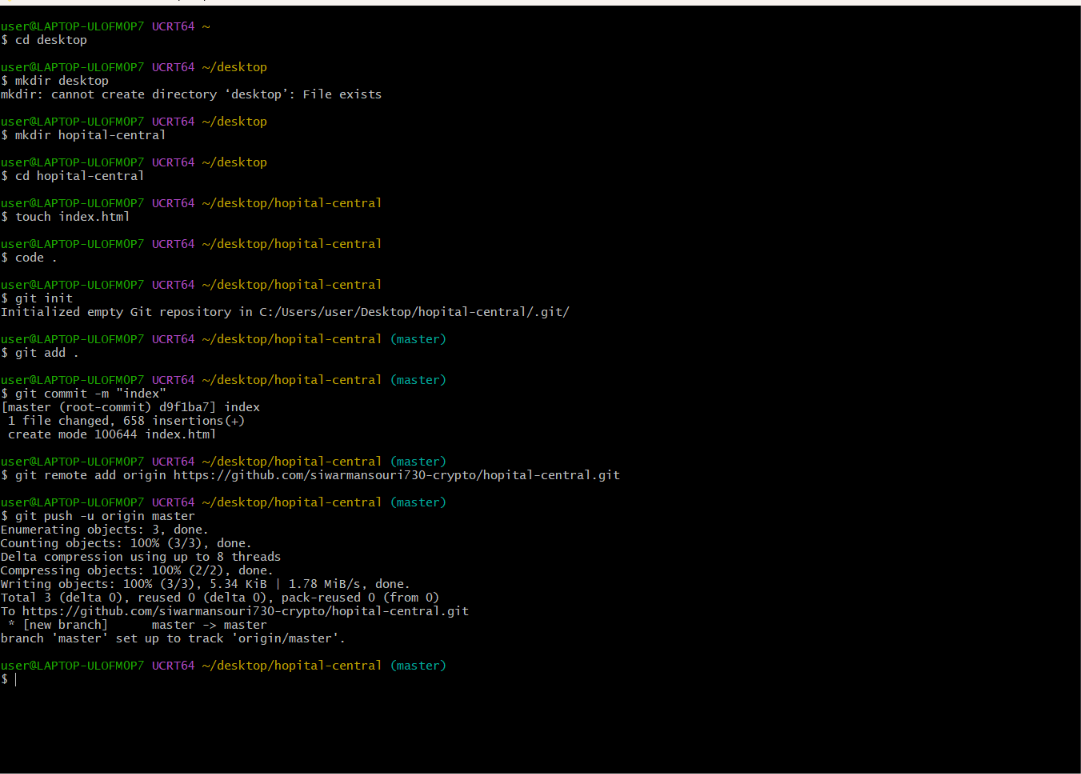 user@LAPTOP-ULOFMOP7 UCRT64 ~
$ cd desktop
user@LAPTOP-ULOFMOP7 UCRT64 ~/desktop
$ mkdir desktop
mkdir: cannot create directory ‘desktop’: File exists
user@LAPTOP-ULOFMOP7 UCRT64 ~/desktop
$ mkdir hopital-central
user@LAPTOP-ULOFMOP7 UCRT64 ~/desktop
$ cd hopital-central
user@LAPTOP-ULOFMOP7 UCRT64 ~/desktop/hopital-central
$ touch index.html
user@LAPTOP-ULOFMOP7 UCRT64 ~/desktop/hopital-central
$ code .
user@LAPTOP-ULOFMOP7 UCRT64 ~/desktop/hopital-central
$ git init
Initialized empty Git repository in C:/Users/user/Desktop/hopital-central/.git/
user@LAPTOP-ULOFMOP7 UCRT64 ~/desktop/hopital-central (master)
$ git add .
user@LAPTOP-ULOFMOP7 UCRT64 ~/desktop/hopital-central (master)
$ git commit -m "index"
[master (root-commit) d9f1ba7] index
 1 file changed, 658 insertions(+)
 create mode 100644 index.html
user@LAPTOP-ULOFMOP7 UCRT64 ~/desktop/hopital-central (master)
$ git remote add origin https://github.com/siwarmansouri730-crypto/hopital-central.git
user@LAPTOP-ULOFMOP7 UCRT64 ~/desktop/hopital-central (master)
$ git push -u origin master
Enumerating objects: 3, done.
Counting objects: 100% (3/3), done.
Delta compression using up to 8 threads
Compressing objects: 100% (2/2), done.
Writing objects: 100% (3/3), 5.34 KiB | 1.78 MiB/s, done.
Total 3 (delta 0), reused 0 (delta 0), pack-reused 0 (from 0)
To https://github.com/siwarmansouri730-crypto/hopital-central.git
 * [new branch]      master -> master
branch 'master' set up to track 'origin/master'.
user@LAPTOP-ULOFMOP7 UCRT64 ~/desktop/hopital-central (master)
$